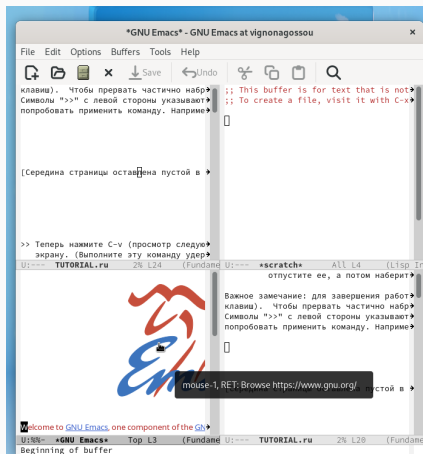 *GNU Emacs* - GNU Emacs at vignonagossou
File Edit Options Buffers Tools Help
Save Undo
клавиш). Чтобы прервать частично набр
Символы ">>" с левой стороны указывают
попробовать применить команду. Наприме
[Середина страницы оставлена пустой в
>> Теперь нажмите C-v (просмотр следую
экрану. (Выполните эту команду удер
U:--- TUTORIAL.ru 2% L24 (Fundame
;; This buffer is for text that is not
;; To create a file, visit it with C-x
U:--- *scratch* All L4 (Lisp In
Welcome to GNU Emacs, one component of the GN
U:%%- *GNU Emacs* Top L3 (Fundame
отпустите ее, а потом наберит
Важное замечание: для завершения работ
клавиш). Чтобы прервать частично набр
Символы ">>" с левой стороны указывают
попробовать применить команду. Наприме
mouse-1, RET: Browse https://www.gnu.org/
пустой в
U:--- TUTORIAL.ru 2% L20 (Fundame
Beginning of buffer